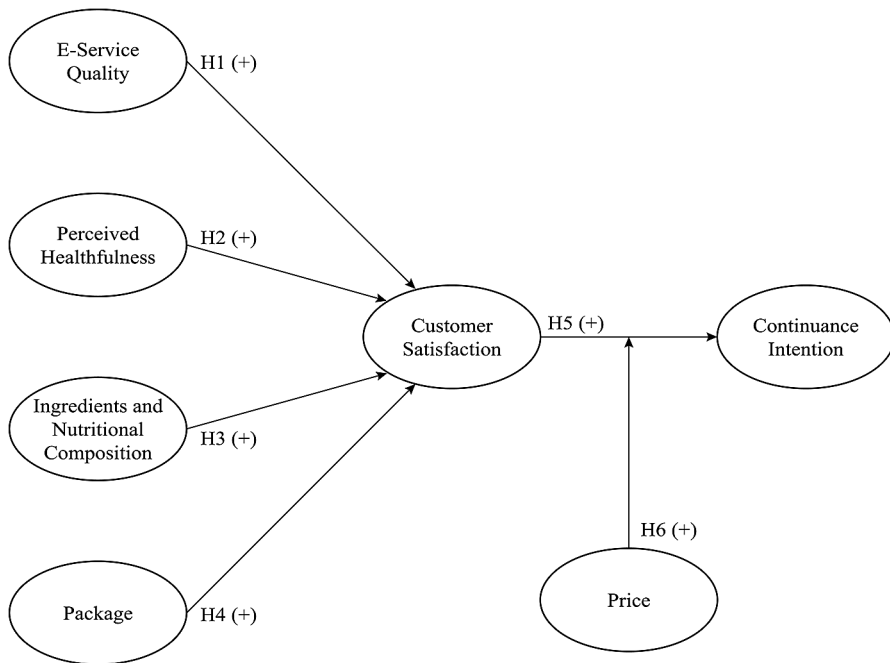 E-Service
Quality
H1 (+)
Perceived
Healthfulness
H2 (+)
Ingredients and
Nutritional
Composition
H3 (+)
Package
H4 (+)
Customer
Satisfaction
H5 (+)
Continuance
Intention
H6 (+)
Price